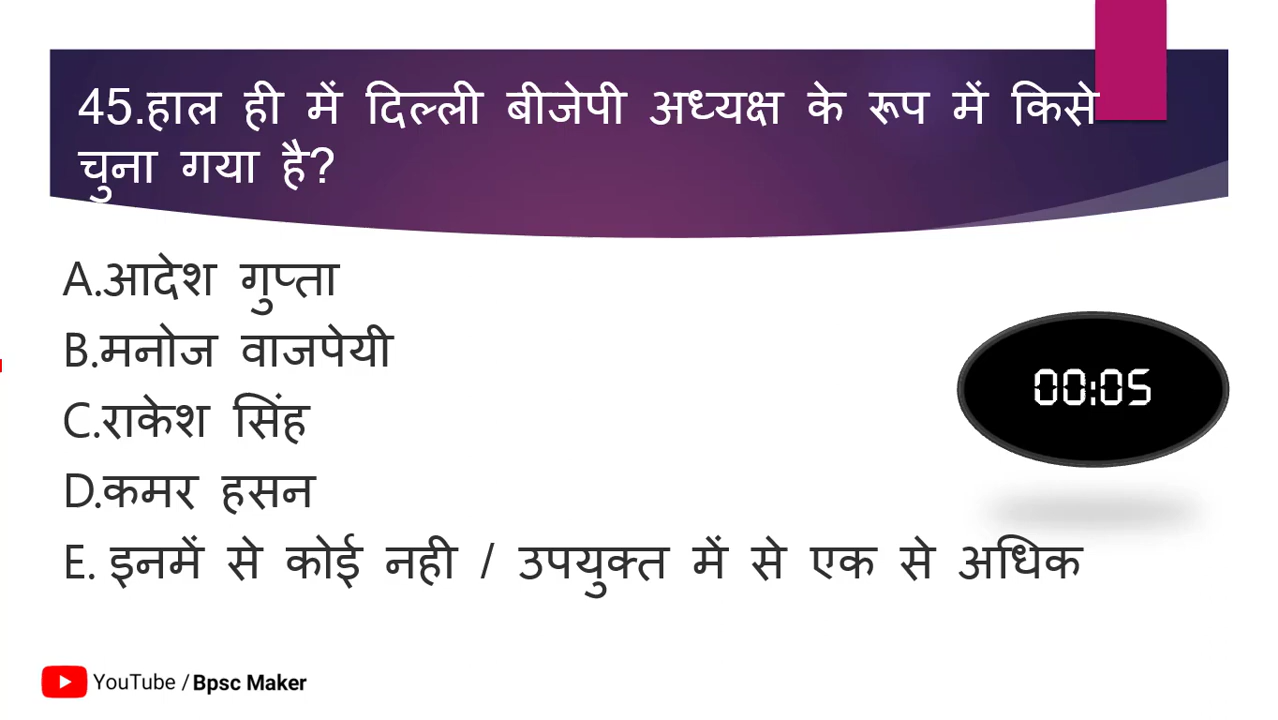 45.हाल ही में दिल्ली बीजेपी अध्यक्ष के रूप में किसे
चुना गया है?
A.आदेश गुप्ता
B.मनोज वाजपेयी
C.राकेश सिंह
00:05
D.कमर हसन
E. इनमें से कोई नही / उपयुक्त में से एक से अधिक
YouTube / Bpsc Maker